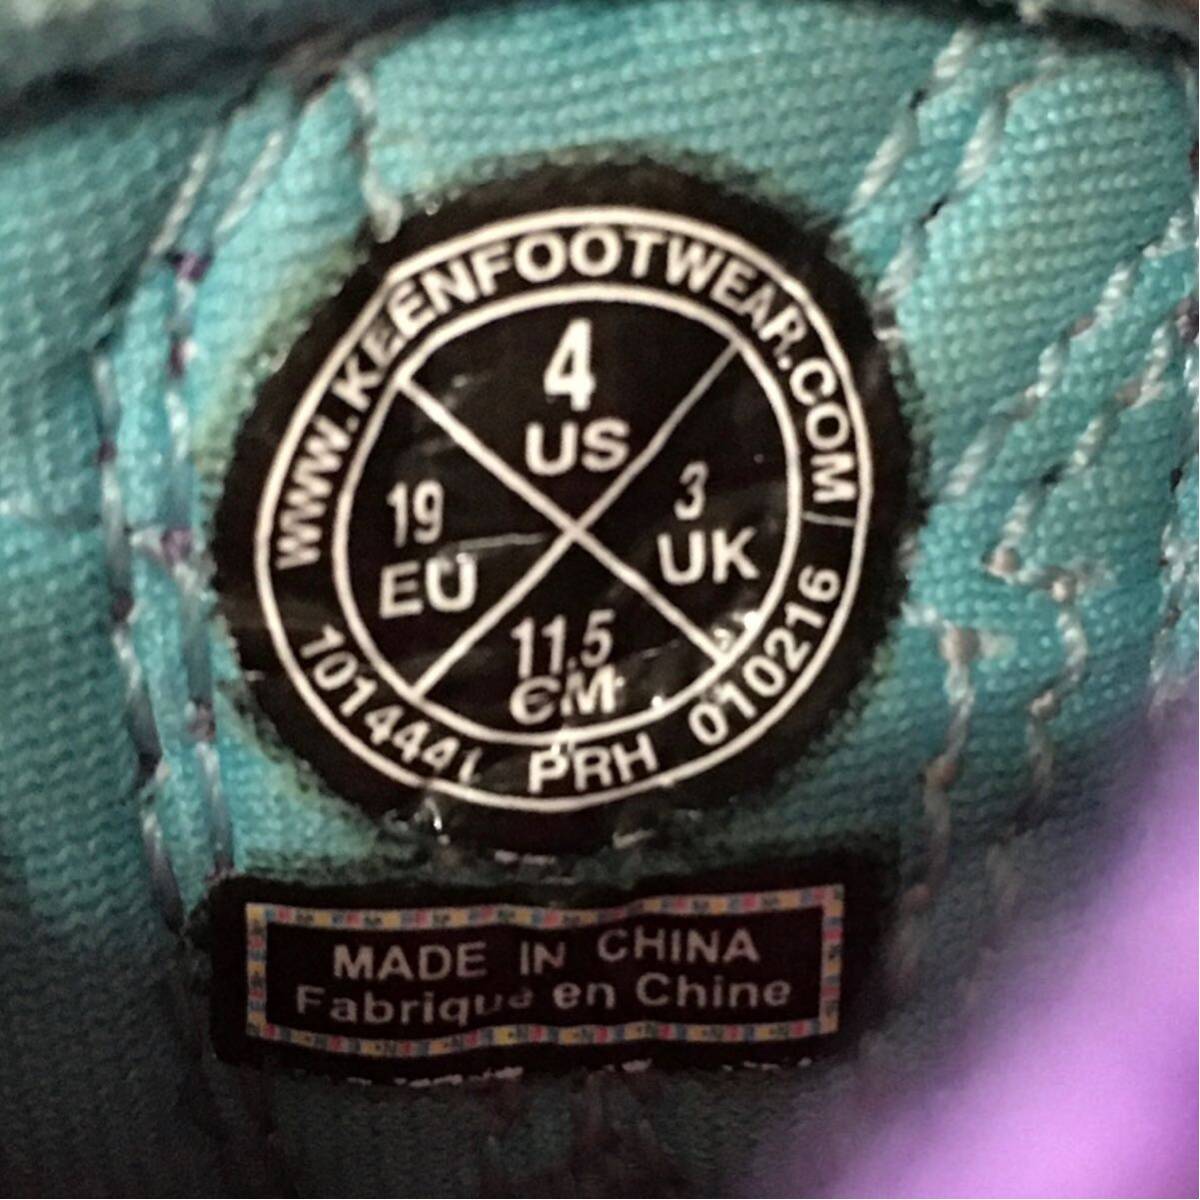 WWW.KEENFOOTWEAR.COM
4
US
19
EU
3
UK
11.5
CM
1014441 PRH 010216
MADE IN CHINA
Fabriqué en Chine